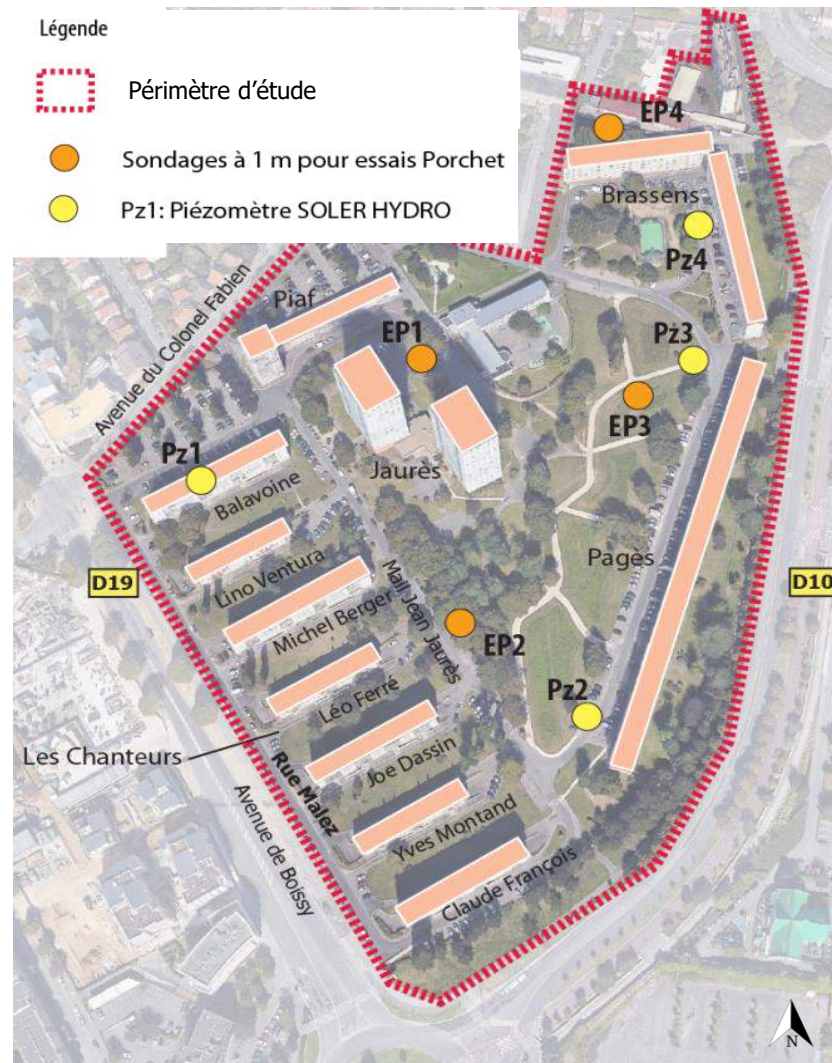 Légende
Périmètre d'étude
Sondages à 1 m pour essais Porchet
Pz1: Piézomètre SOLER HYDRO
EP4
Brassens
Pz4
Avenue du Colonel Fabien
Piaf
EP1
Pz3
EP3
Pz1
Jaurès
Balavoine
Pagès
Lino Ventura
D19
D10
Michel Berger
Mail Jean Jaurès
EP2
Léo Ferré
Pz2
Les Chanteurs
Joe Dassin
Rue Malez
Yves Montand
Avenue de Boissy
Claude François
N